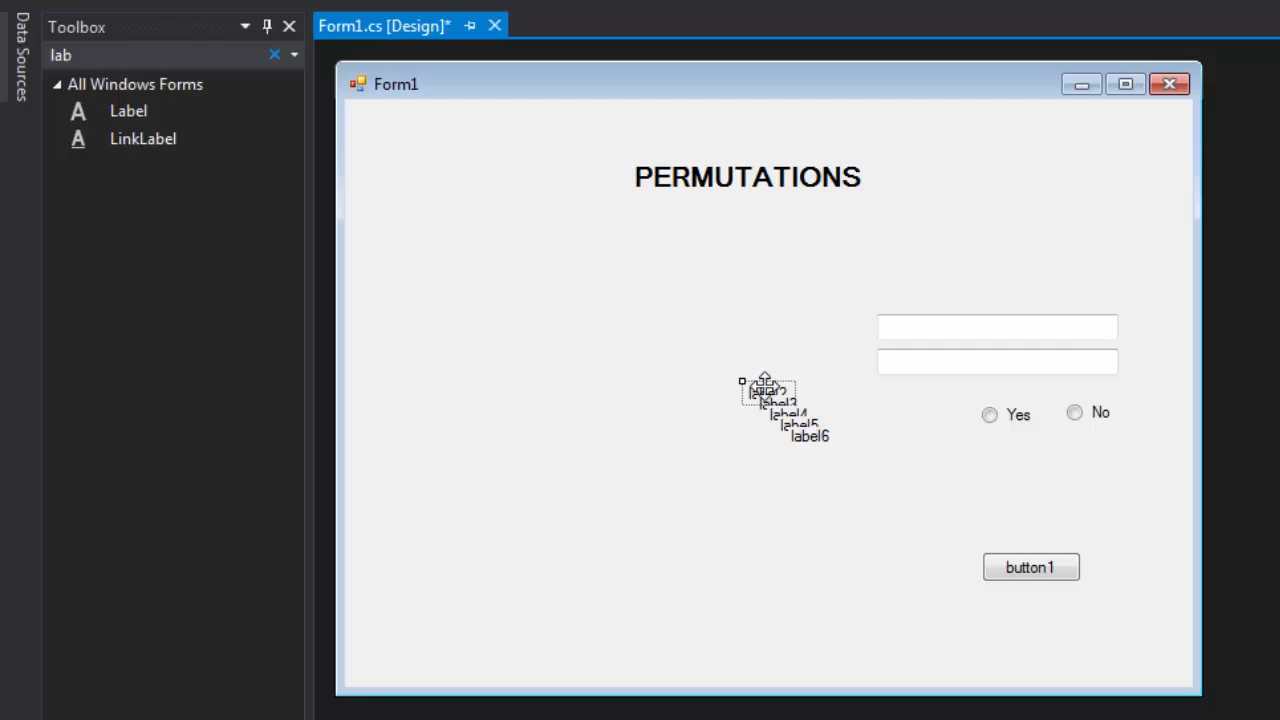 Data Sources
Toolbox
lab
All Windows Forms
A Label
A LinkLabel
Form1.cs [Design]*
Form1
PERMUTATIONS
label3
label4
label5
label6
Yes
No
button1